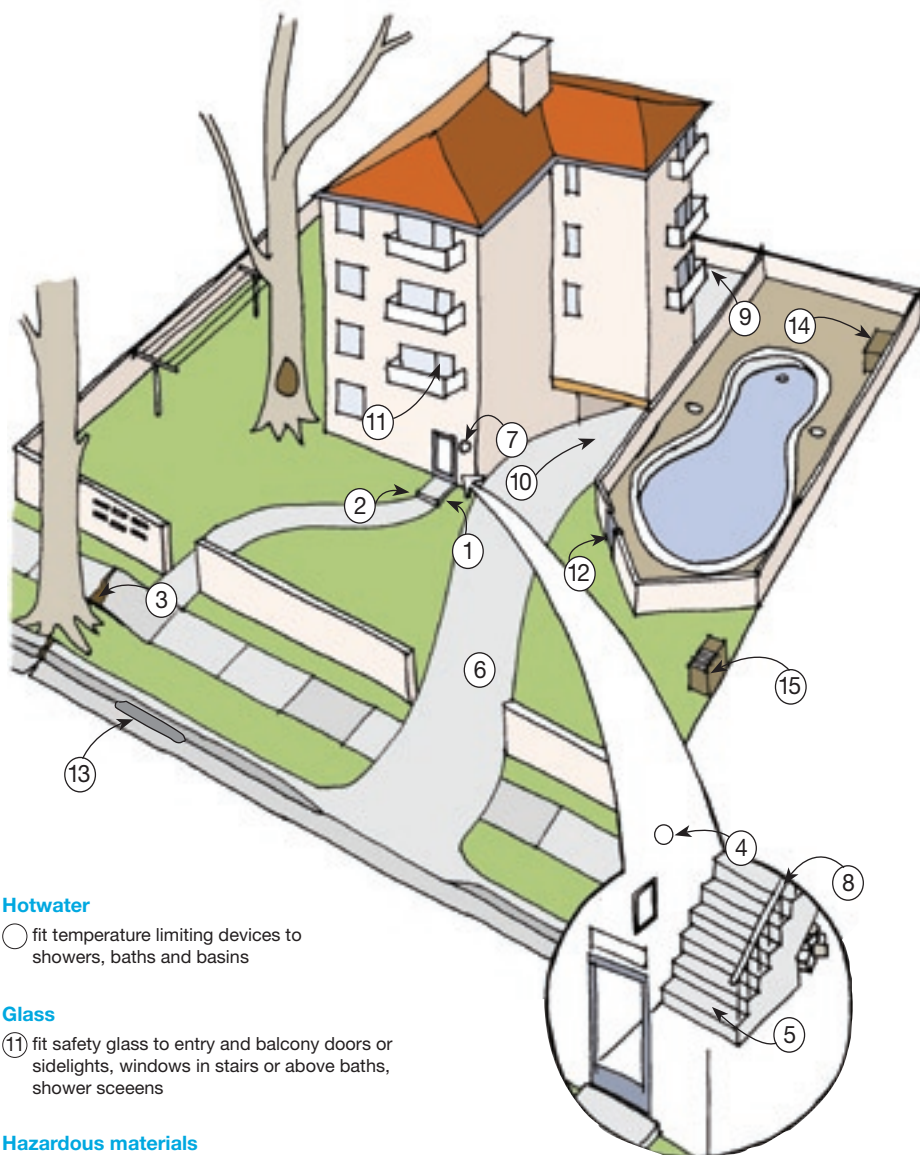 9
14
11
7
10
2
1
12
3
6
15
13
4
8
5
Hotwater
fit temperature limiting devices to
showers, baths and basins
Glass
11 fit safety glass to entry and balcony doors or
sidelights, windows in stairs or above baths,
shower sceeens
Hazardous materials